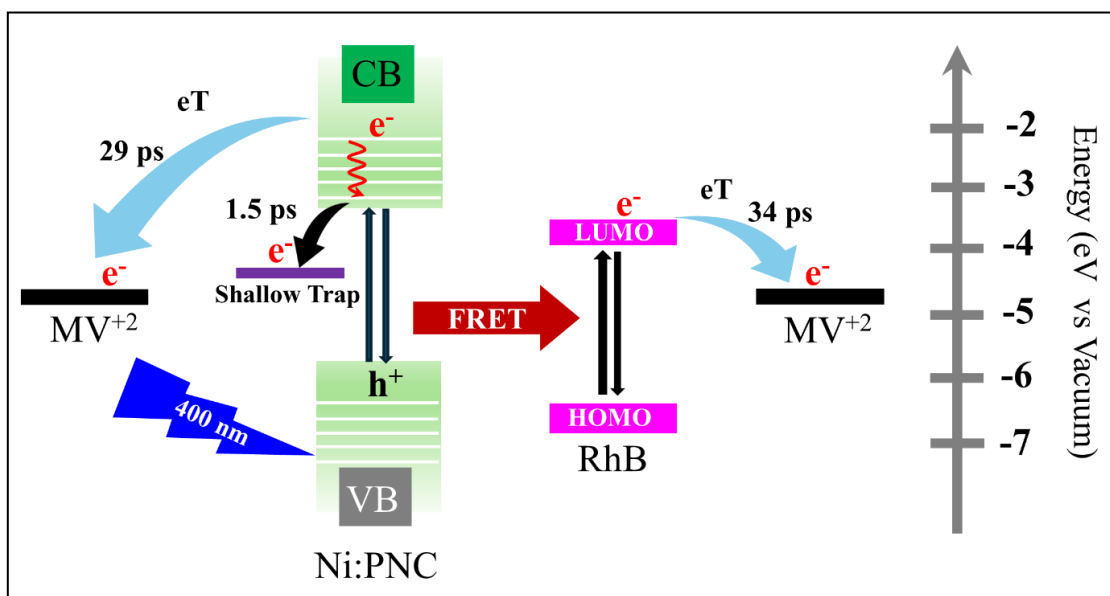 CB
e⁻
eT
29 ps
1.5 ps
e⁻
Shallow Trap
e⁻
MV⁺²
400 nm
h⁺
VB
Ni:PNC
FRET
e⁻
LUMO
HOMO
RhB
eT
34 ps
e⁻
MV⁺²
-2
-3
-4
-5
-6
-7
Energy (eV vs Vacuum)